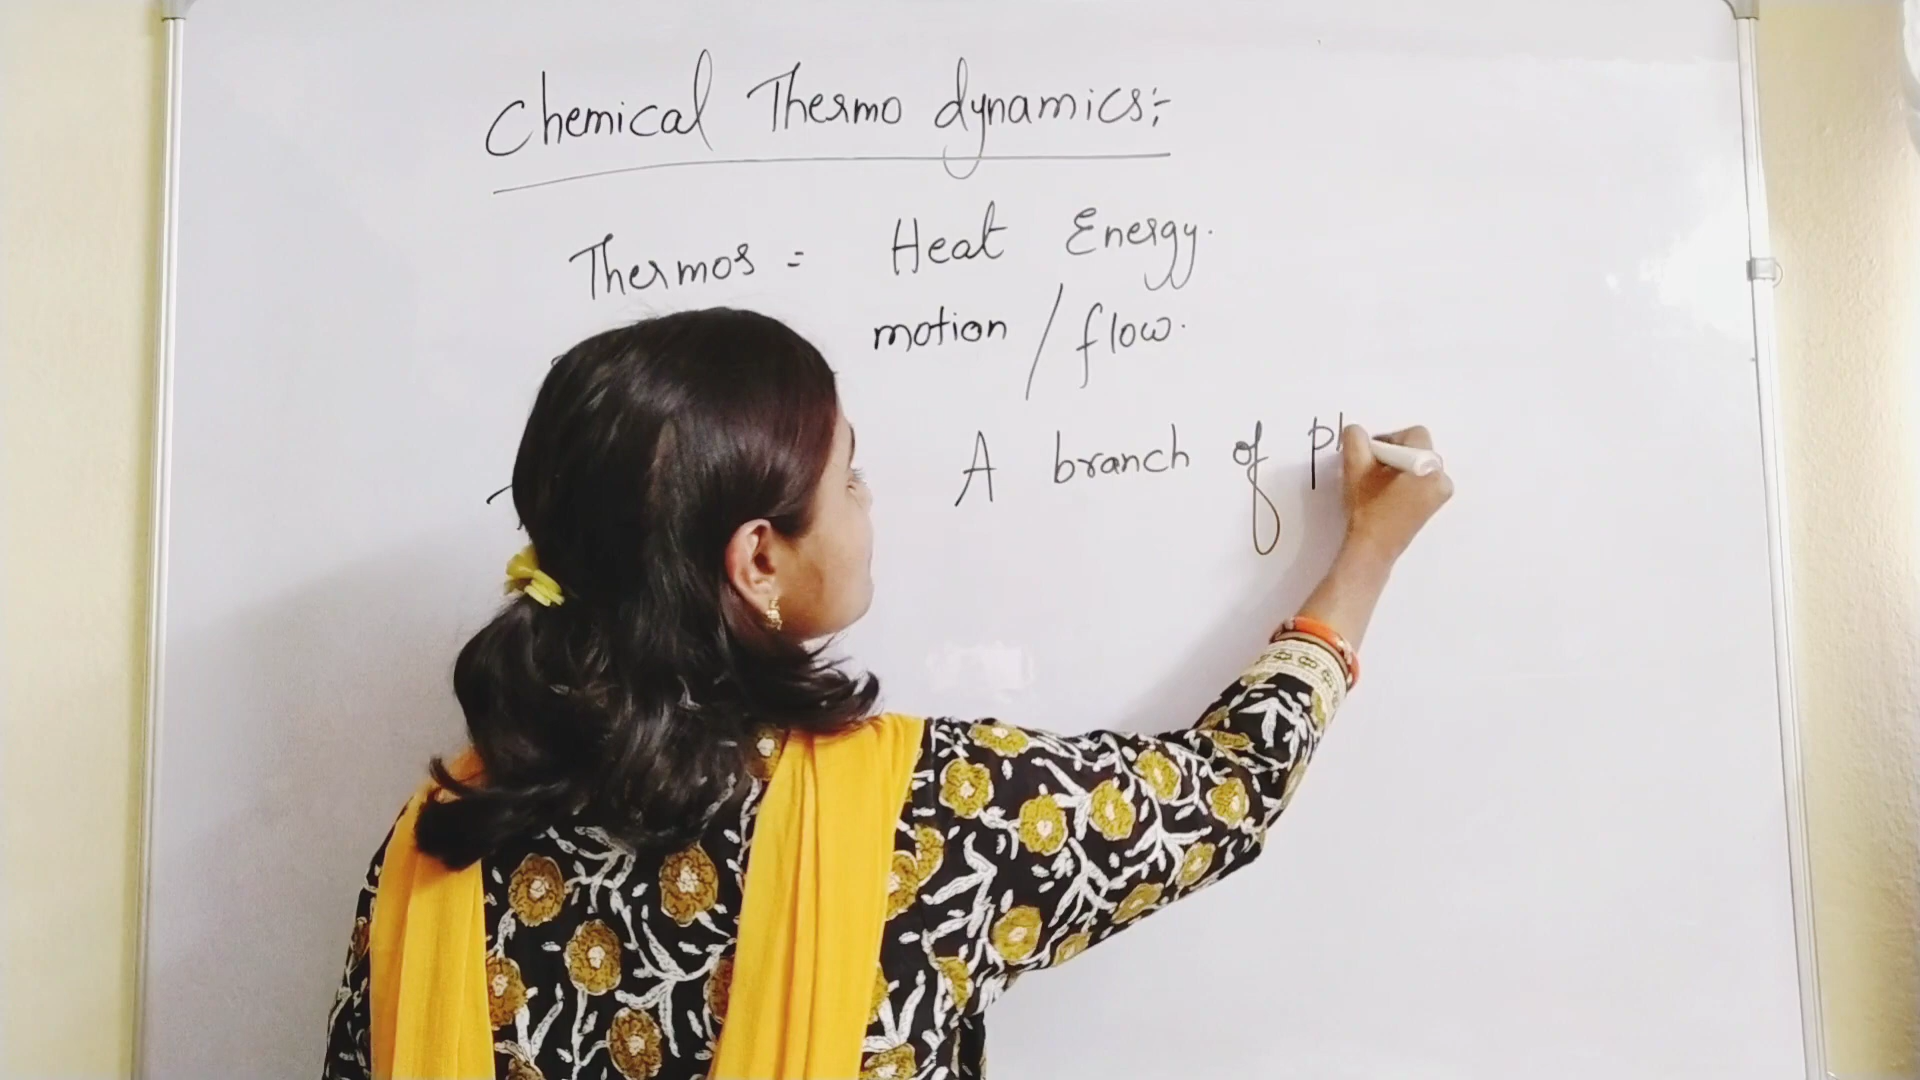 Chemical Thermo dynamics:-
Thermos = Heat Energy.
motion / flow.
A branch of